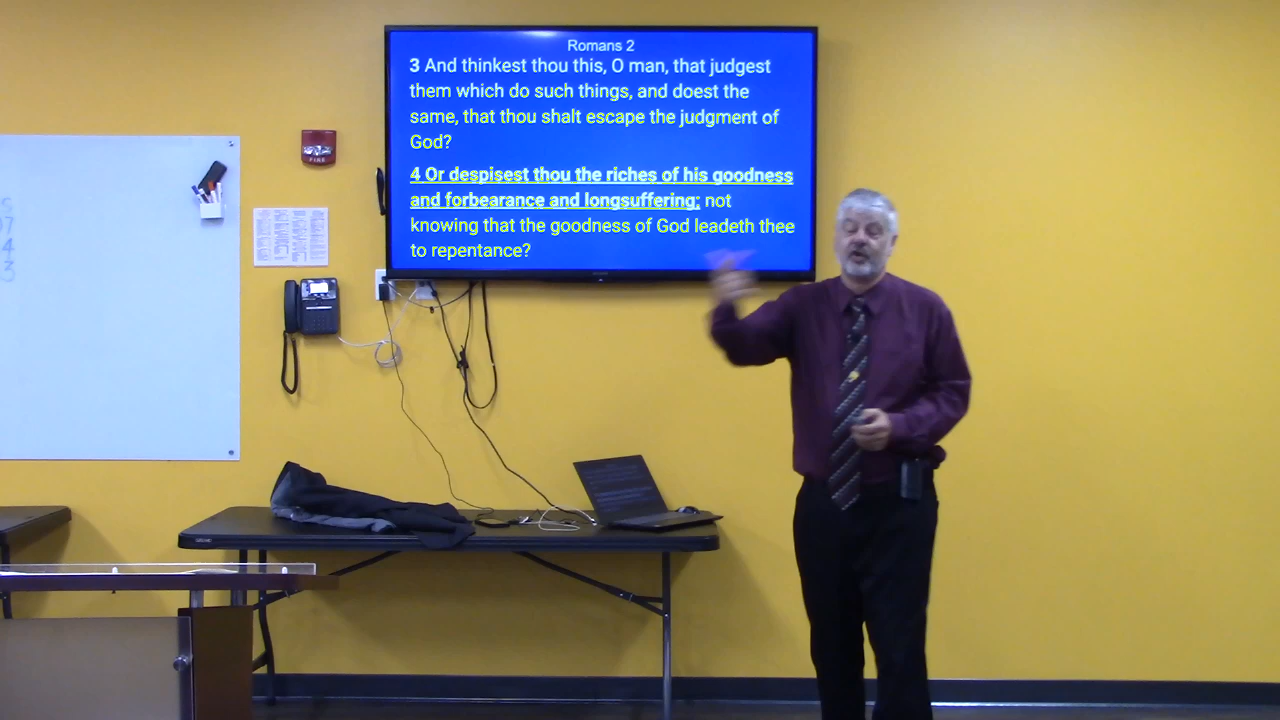 Romans 2
3 And thinkest thou this, O man, that judgest
them which do such things, and doest the
same, that thou shalt escape the judgment of
God?
4 Or despisest thou the riches of his goodness
and forbearance and longsuffering; not
knowing that the goodness of God leadeth thee
to repentance?
FIRE